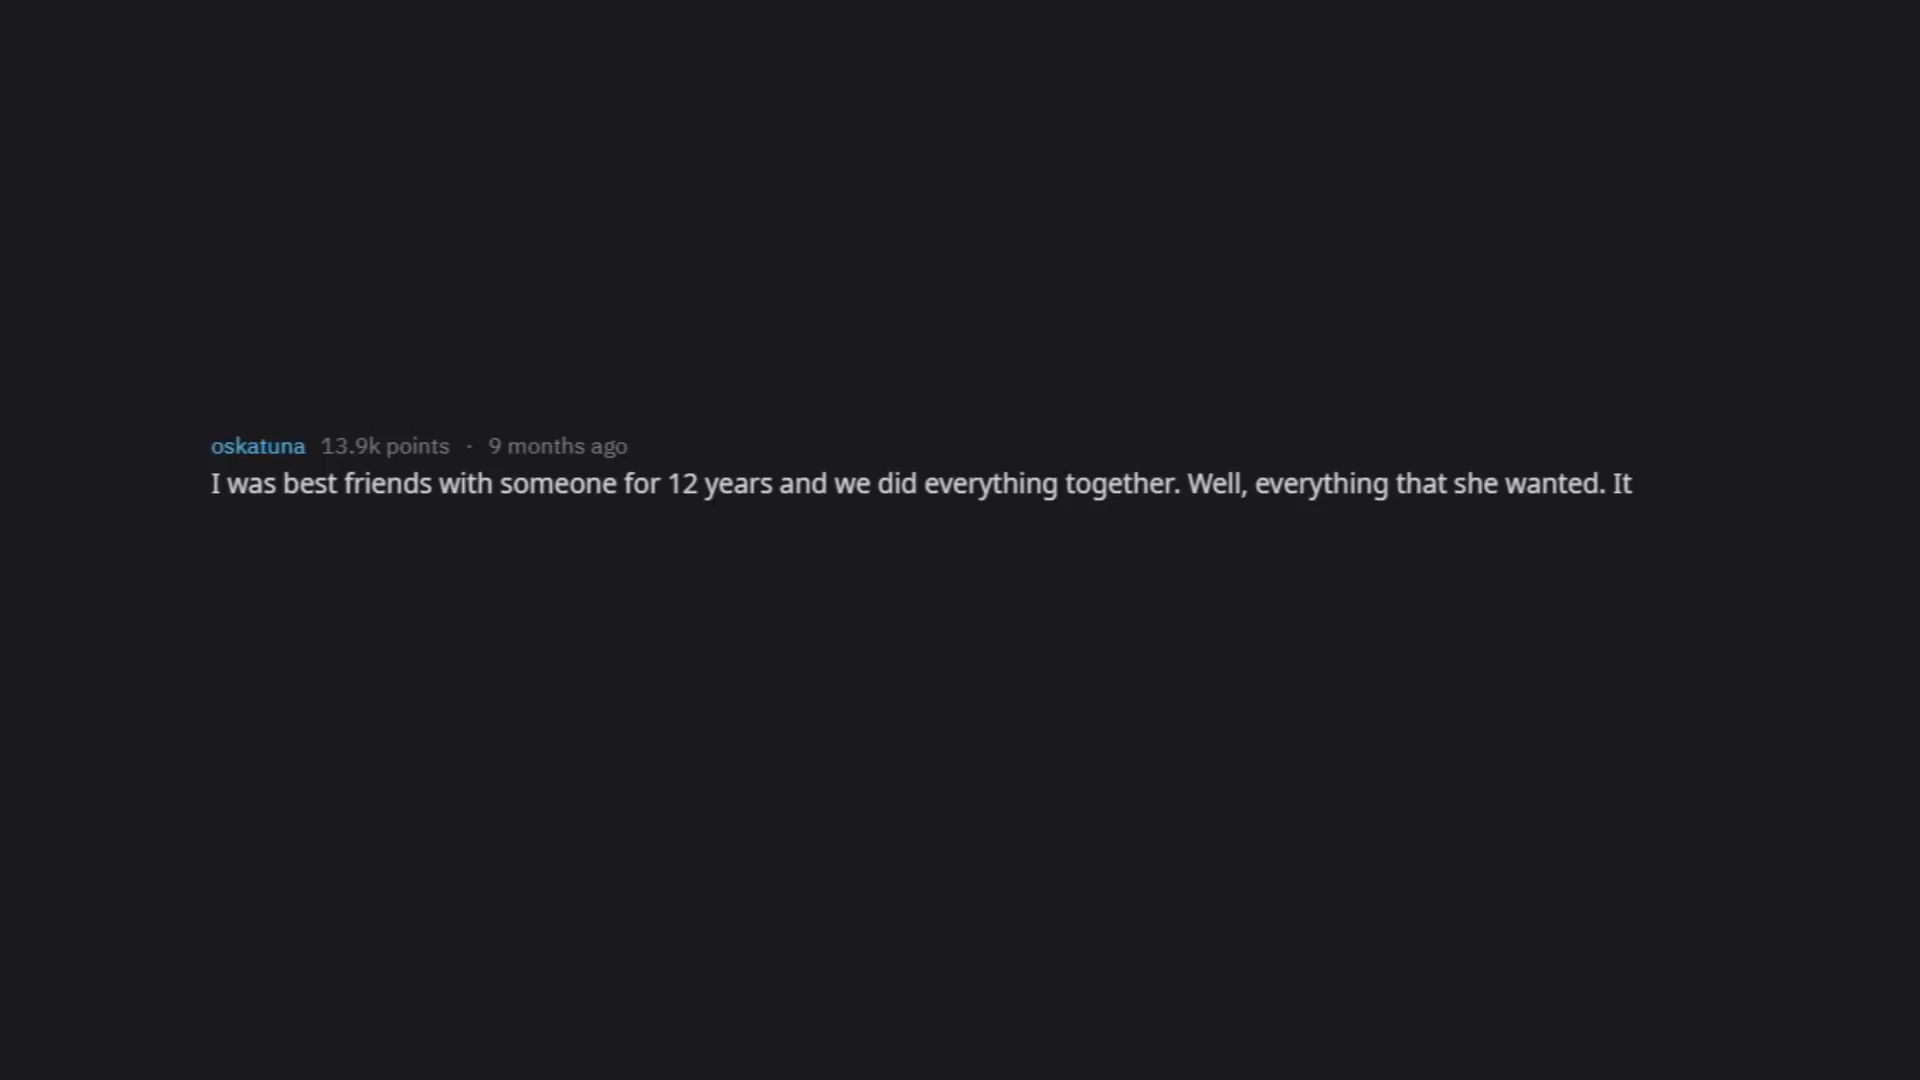 oskatuna 13.9k points · 9 months ago
I was best friends with someone for 12 years and we did everything together. Well, everything that she wanted. It